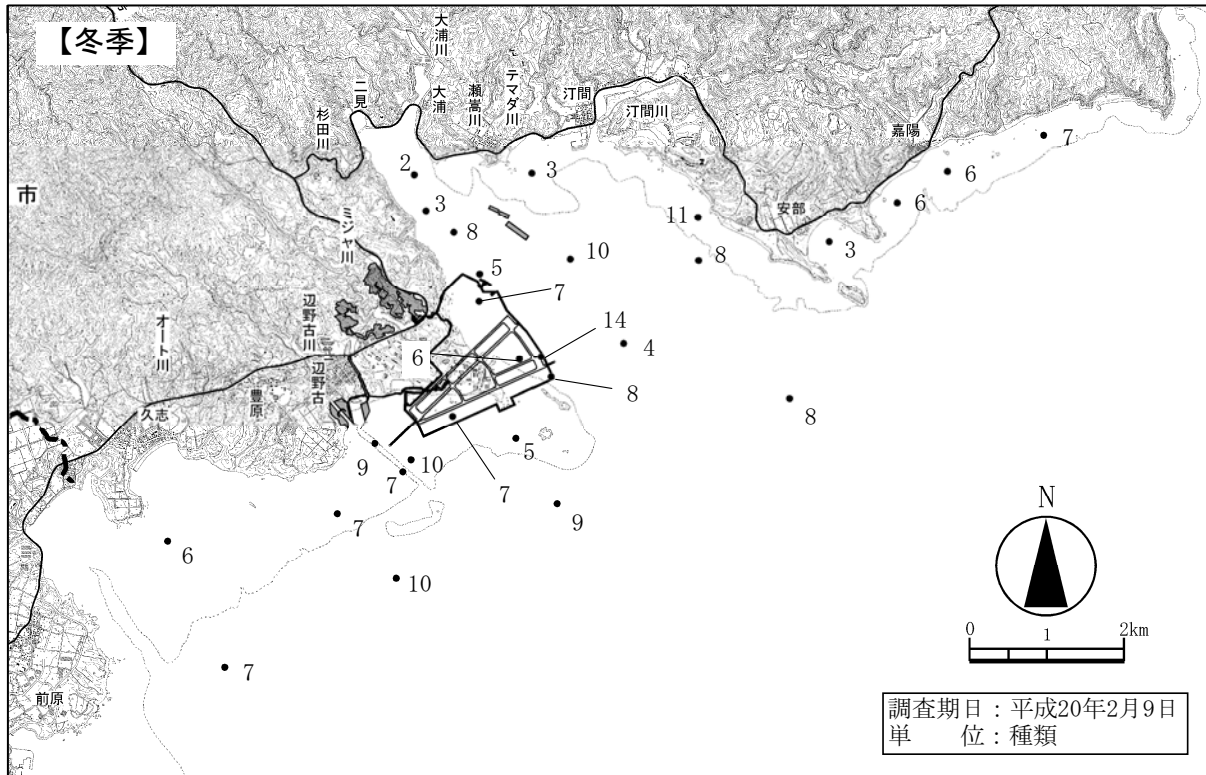 【冬季】
大浦川
大浦
瀬嵩川
テマダ川
汀間
汀間川
嘉陽
二見
杉田川
市
ミジャ川
安部
辺野古川
辺野古
オート川
豊原
久志
前原
7
6
6
3
2
3
3
11
8
10
8
5
7
14
6
4
8
8
5
9
10
7
7
9
7
6
10
7
N
0 1 2km
調査期日：平成20年2月9日
単　　位：種類